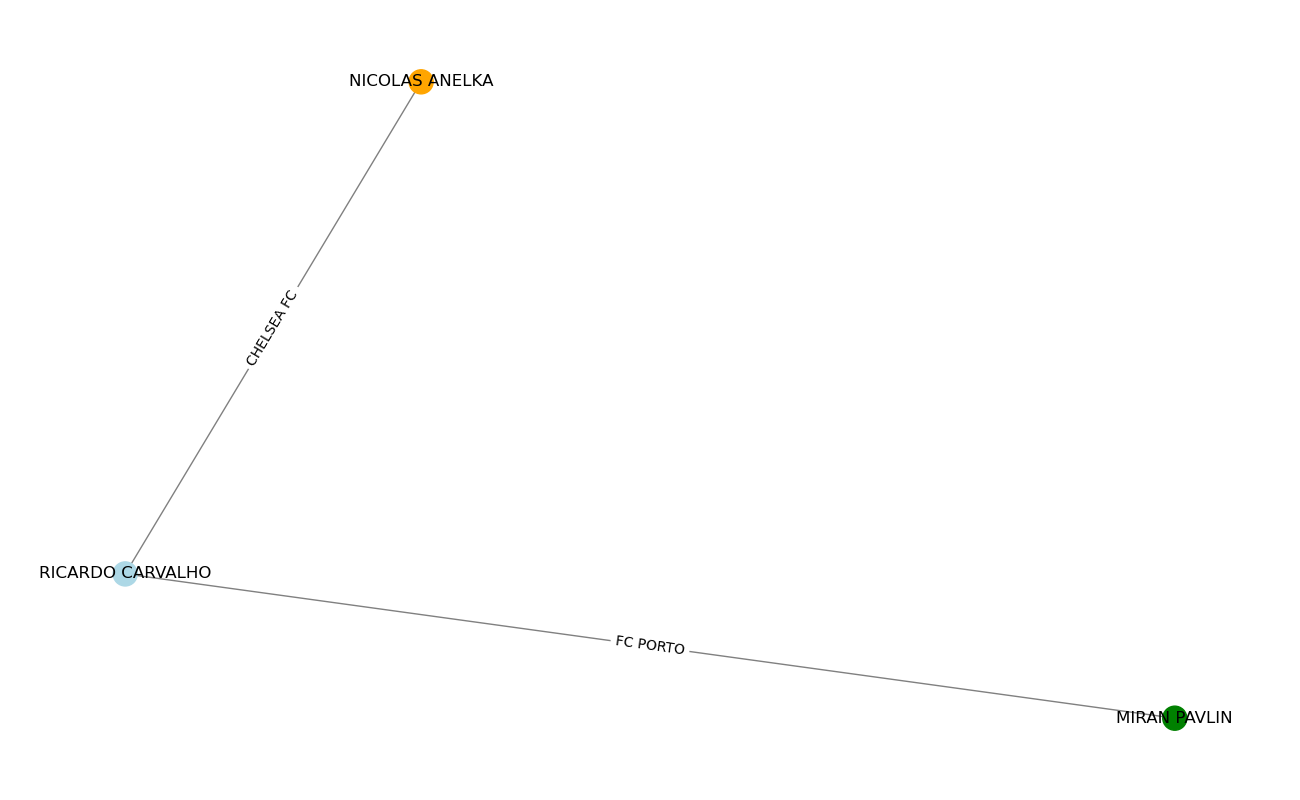 NICOLAS ANELKA
CHELSEA FC
RICARDO CARVALHO
FC PORTO
MIRAN PAVLIN